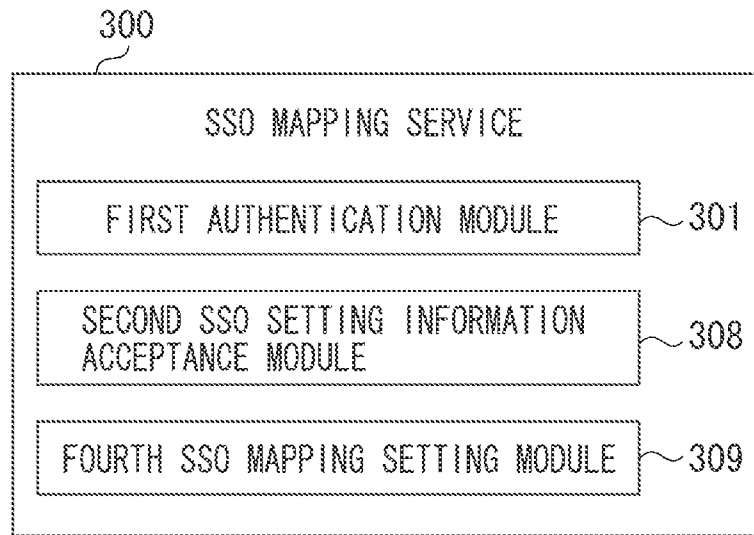 300
SSO MAPPING SERVICE
FIRST AUTHENTICATION MODULE
301
SECOND SSO SETTING INFORMATION
ACCEPTANCE MODULE
308
FOURTH SSO MAPPING SETTING MODULE
309